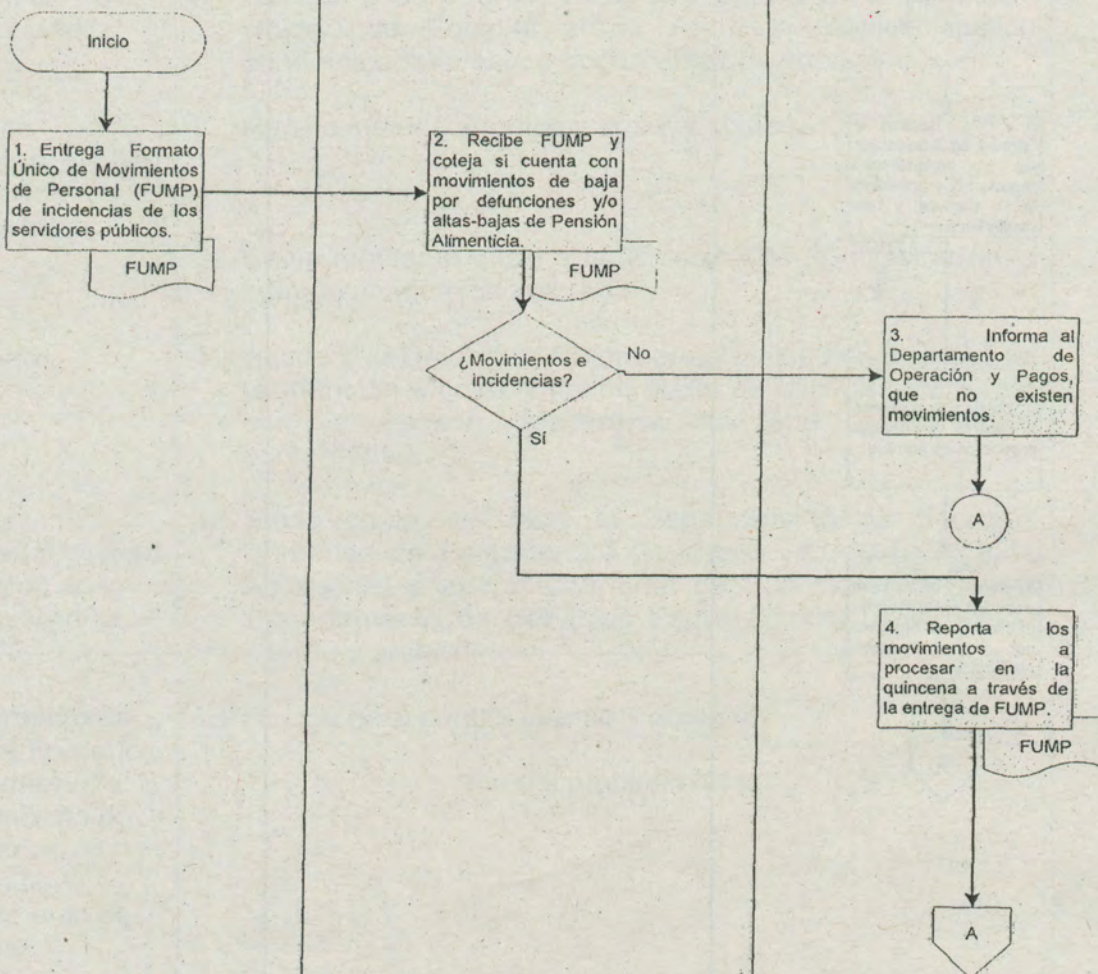 Inicio
1. Entrega Formato
Único de Movimientos
de Personal (FUMP)
de incidencias de los
servidores públicos.
FUMP
2. Recibe FUMP y
coteja si cuenta con
movimientos de baja
por defunciones y/o
altas-bajas de Pensión
Alimenticia.
FUMP
¿Movimientos e
incidencias?
No
Sí
3. Informa al
Departamento de
Operación y Pagos,
que no existen
movimientos.
A
4. Reporta los
movimientos a
procesar en la
quincena a través de
la entrega de FUMP.
FUMP
A